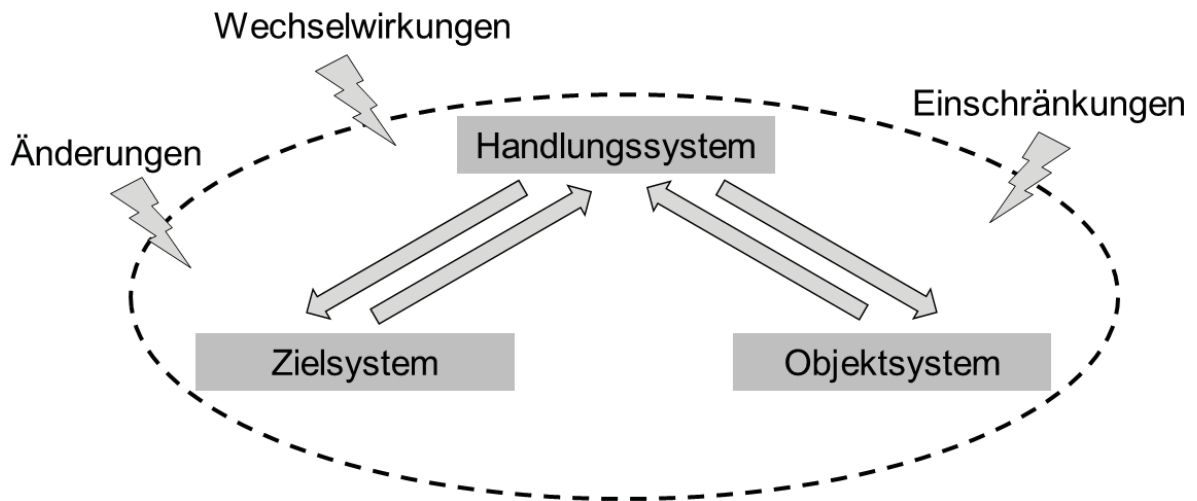 Wechselwirkungen
Einschränkungen
Änderungen
Handlungssystem
Zielsystem
Objektsystem